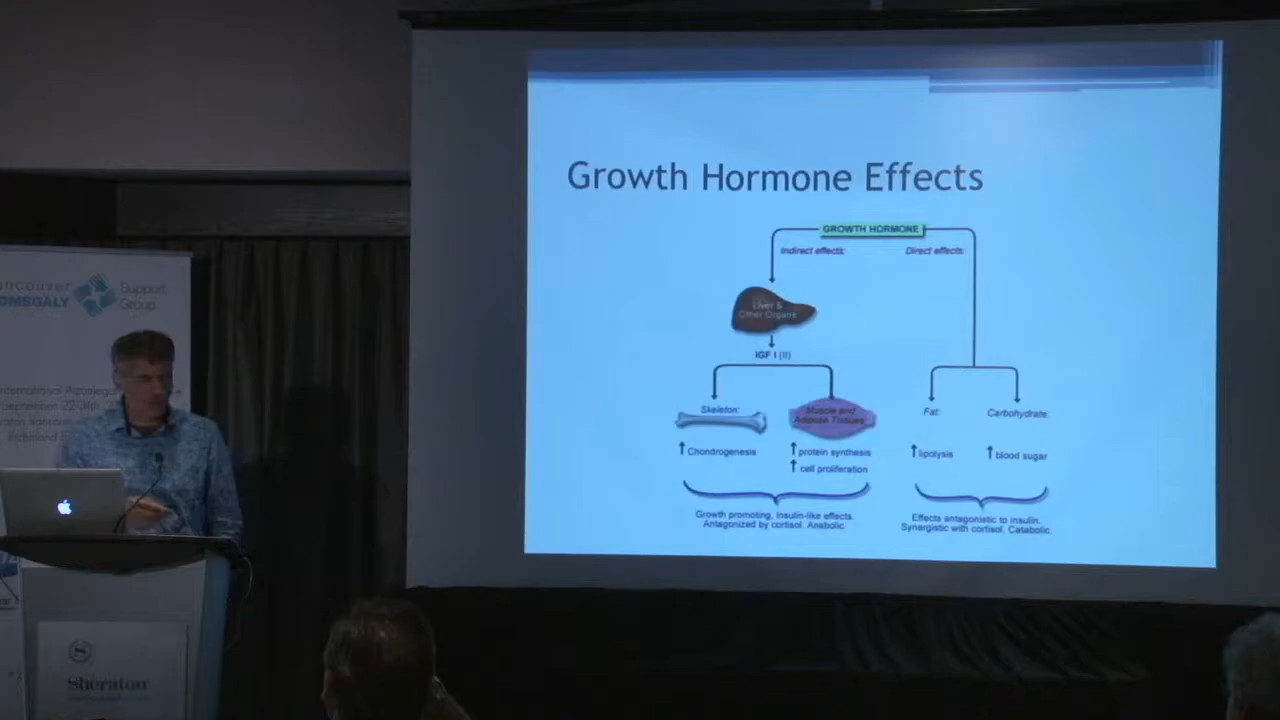 Growth Hormone Effects
GROWTH HORMONE
Indirect effects:
Direct effects:
Liver &
Other Organs
IGF I (II)
Skeleton:
Muscle and
Adipose Tissues
Fat:
Carbohydrate:
↑ Chondrogenesis
↑ protein synthesis
↑ cell proliferation
↑ lipolysis
↑ blood sugar
Growth promoting, insulin-like effects.
Antagonized by cortisol. Anabolic.
Effects antagonistic to insulin.
Synergistic with cortisol, Catabolic.
Support
Group
Sheraton